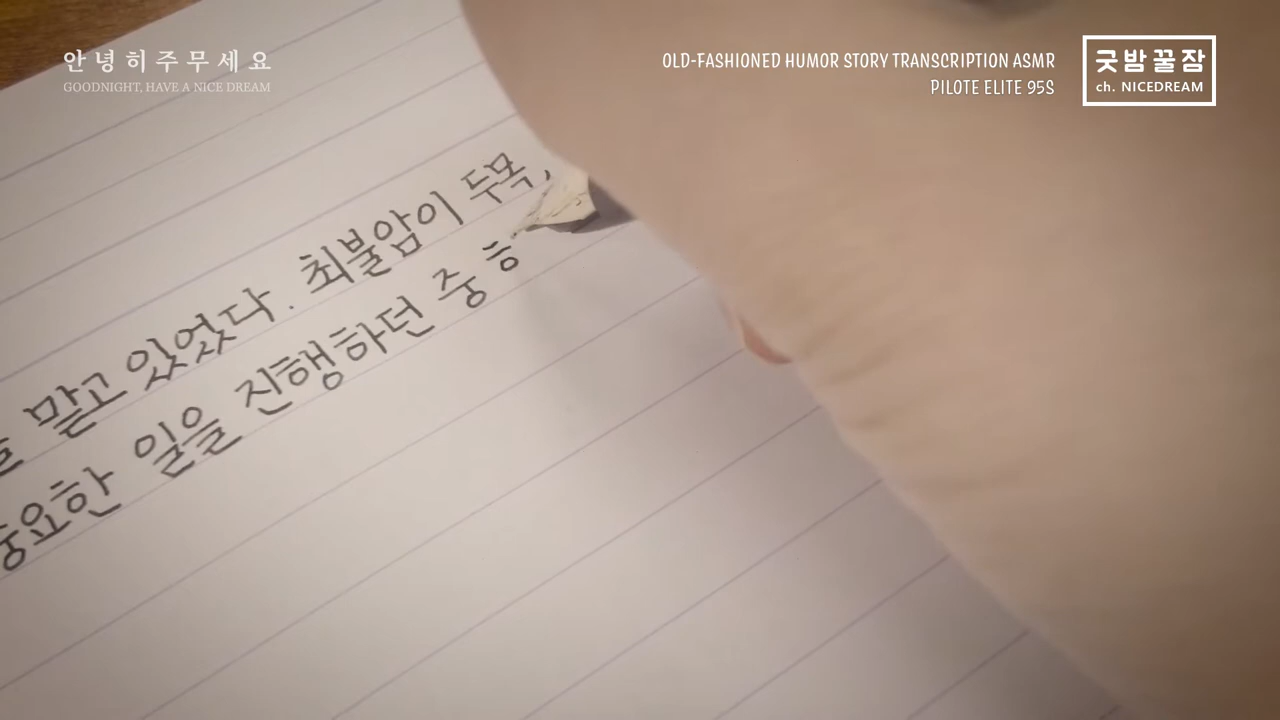 안녕히주무세요
GOODNIGHT, HAVE A NICE DREAM
OLD-FASHIONED HUMOR STORY TRANSCRIPTION ASMR
PILOTE ELITE 95S
굿밤꿀잠
ch. NICEDREAM
맡고 있었다. 최불암이 두목,
중요한 일을 진행하던 중 ㅎ